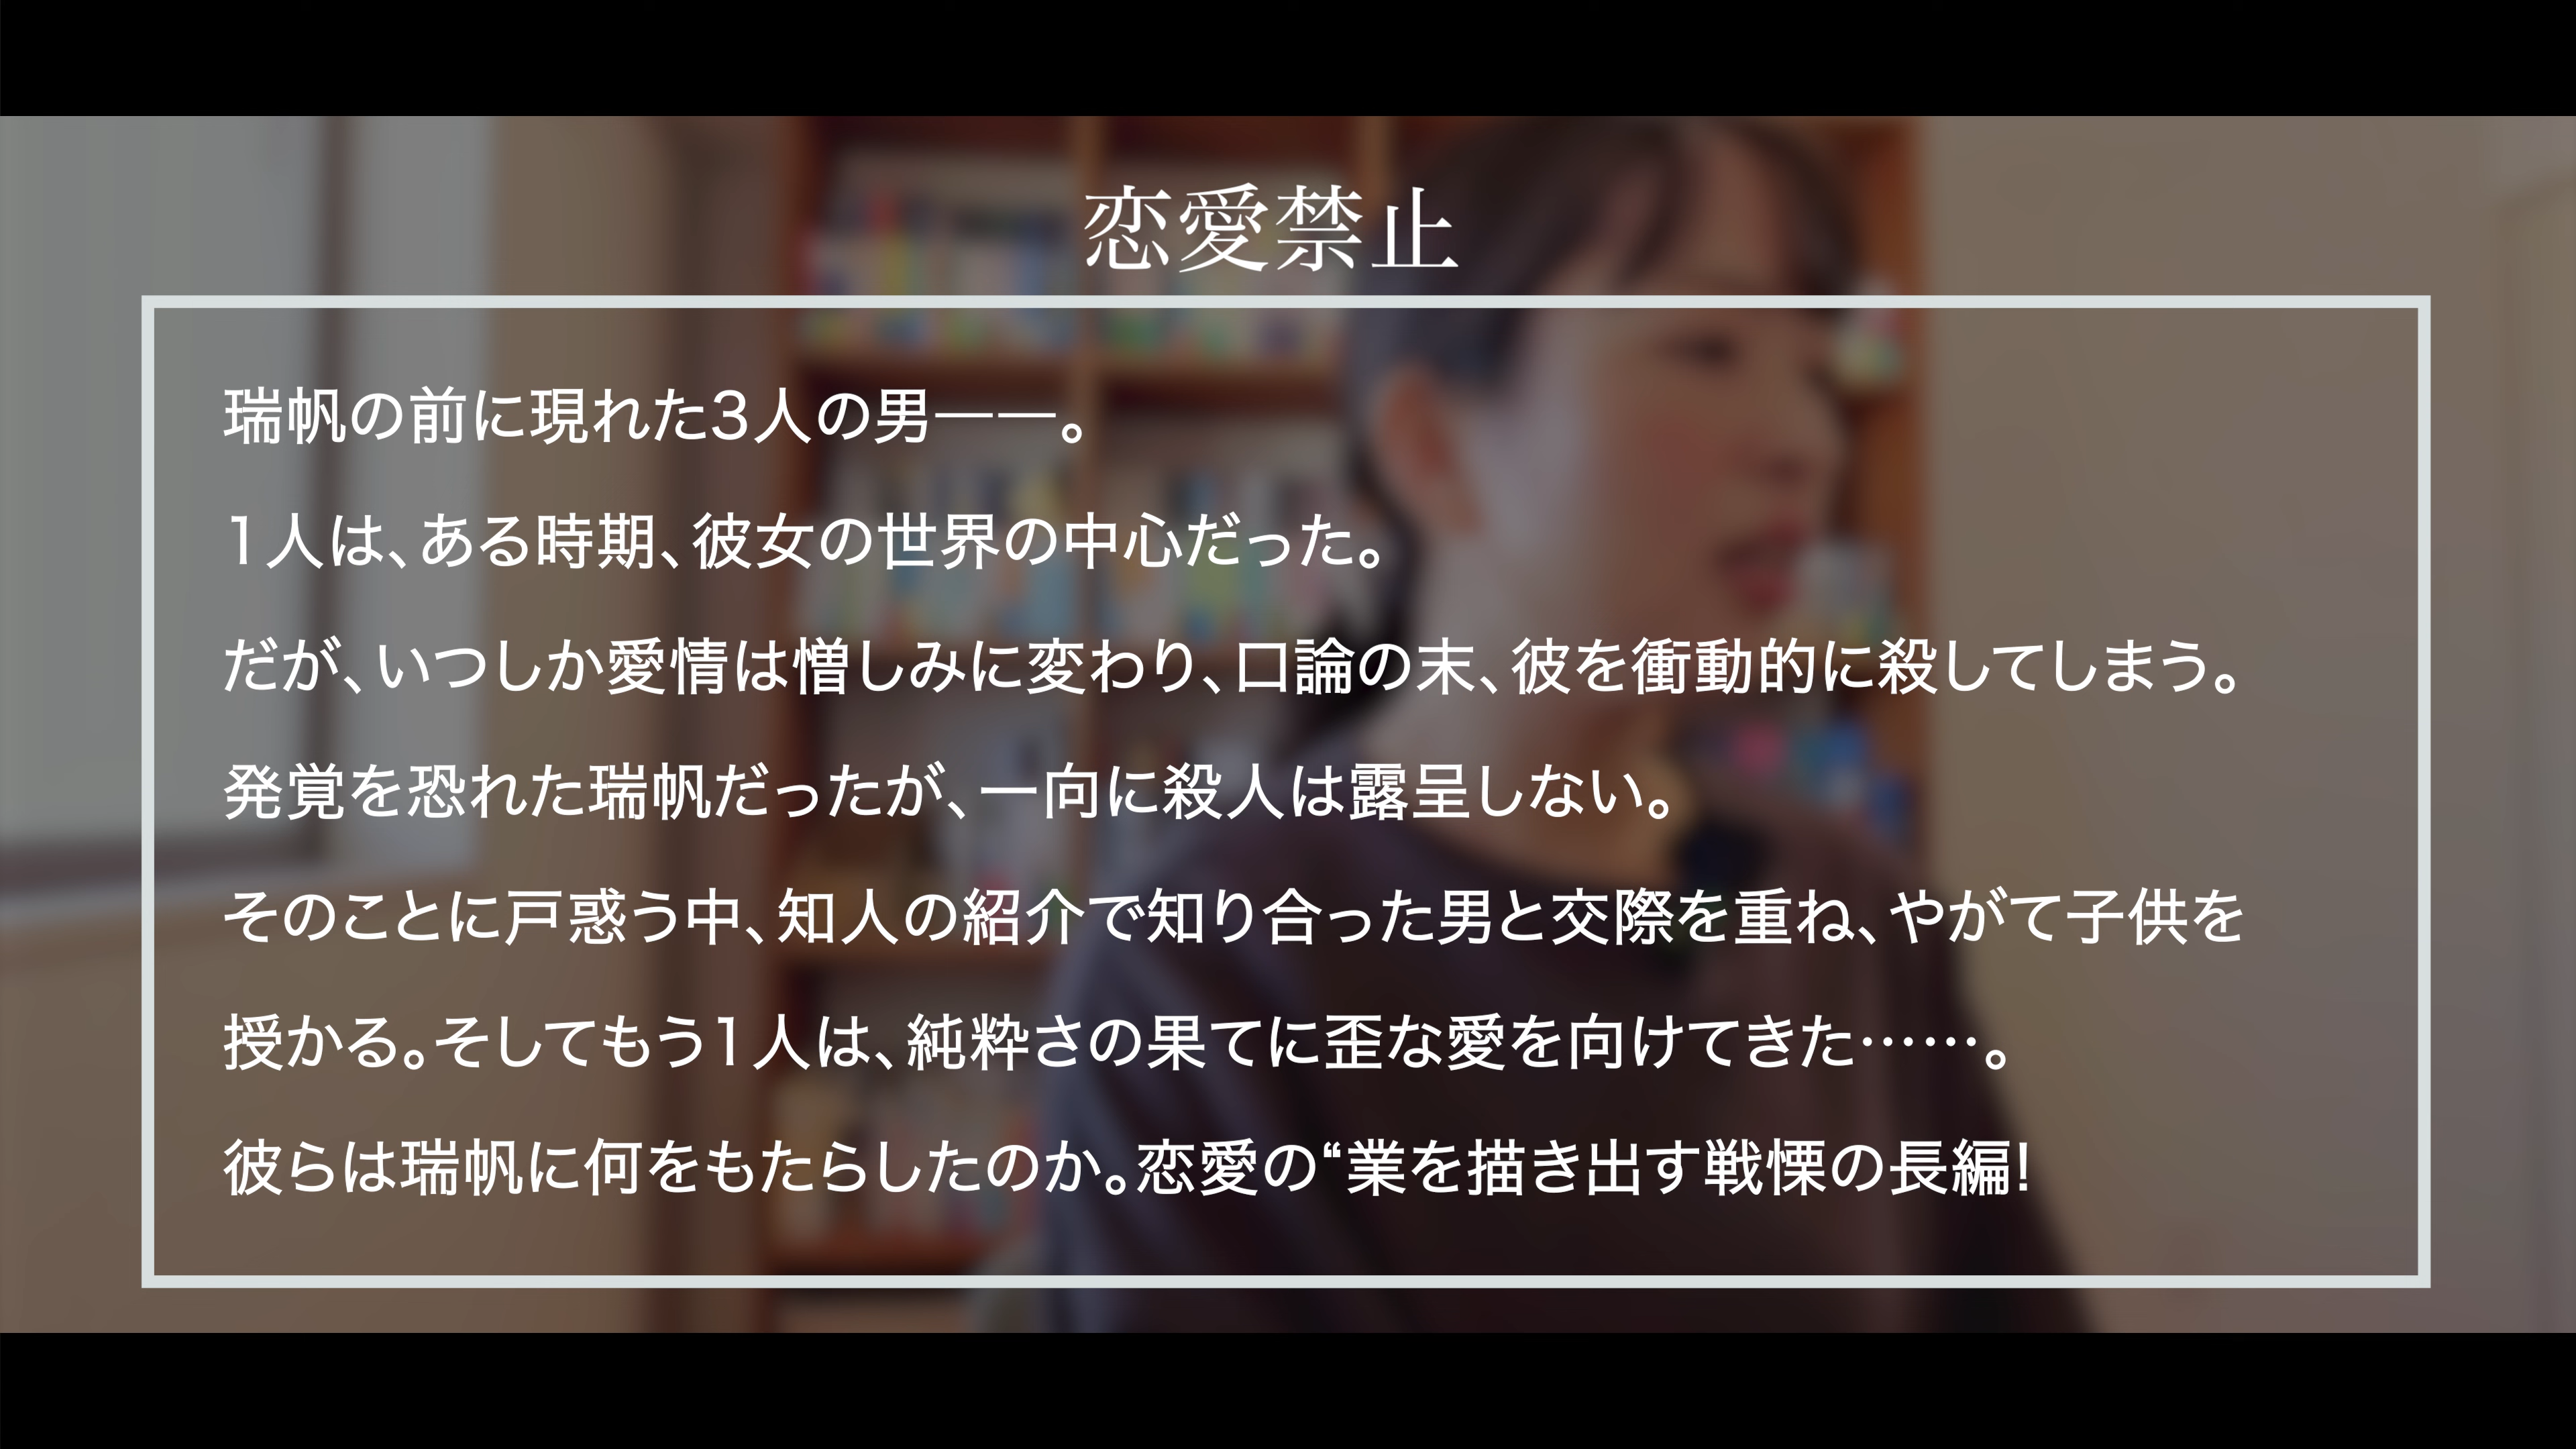 恋愛禁止
瑞帆の前に現れた3人の男――。
1人は、ある時期、彼女の世界の中心だった。
だが、いつしか愛情は憎しみに変わり、口論の末、彼を衝動的に殺してしまう。
発覚を恐れた瑞帆だったが、一向に殺人は露呈しない。
そのことに戸惑う中、知人の紹介で知り合った男と交際を重ね、やがて子供を
授かる。そしてもう1人は、純粋さの果てに歪な愛を向けてきた……。
彼らは瑞帆に何をもたらしたのか。恋愛の“業を描き出す戦慄の長編!